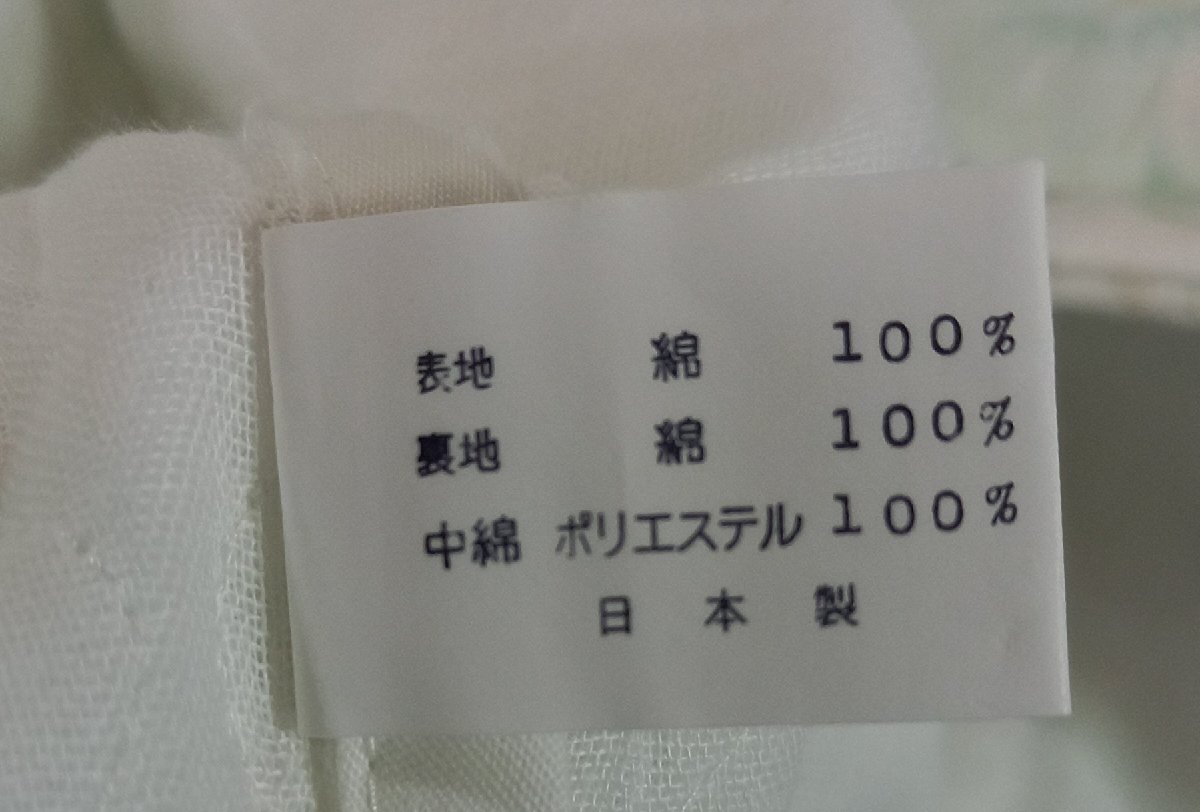 表地 綿 100%
裏地 綿 100%
中綿 ポリエステル 100%
日本製